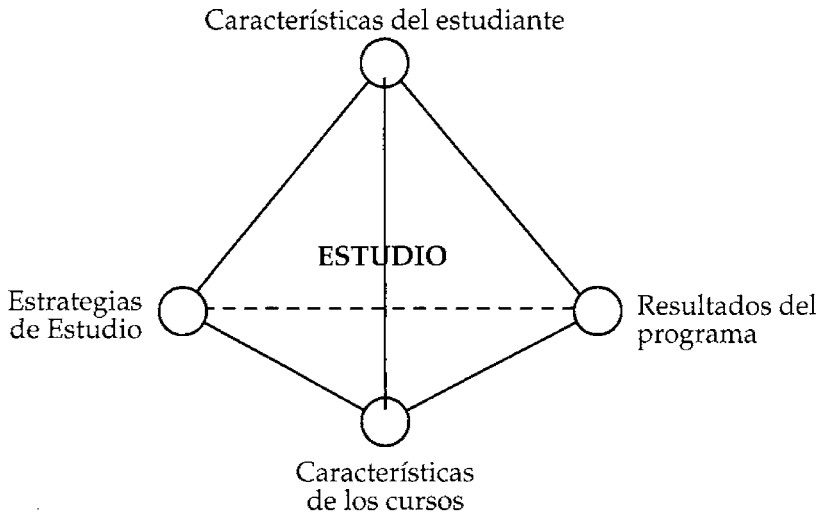 Características del estudiante
ESTUDIO
Estrategias
de Estudio
Resultados del
programa
Características
de los cursos